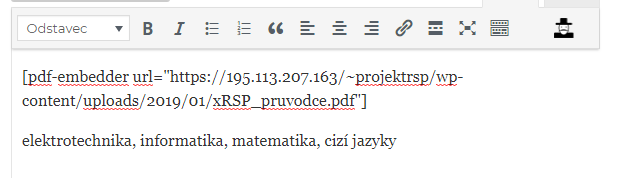 Odstavec B I
[pdf-embedder url="https://195.113.207.163/~projektrsp/wp-
content/uploads/2019/01/xRSP_pruvodce.pdf"]
elektrotechnika, informatika, matematika, cizí jazyky